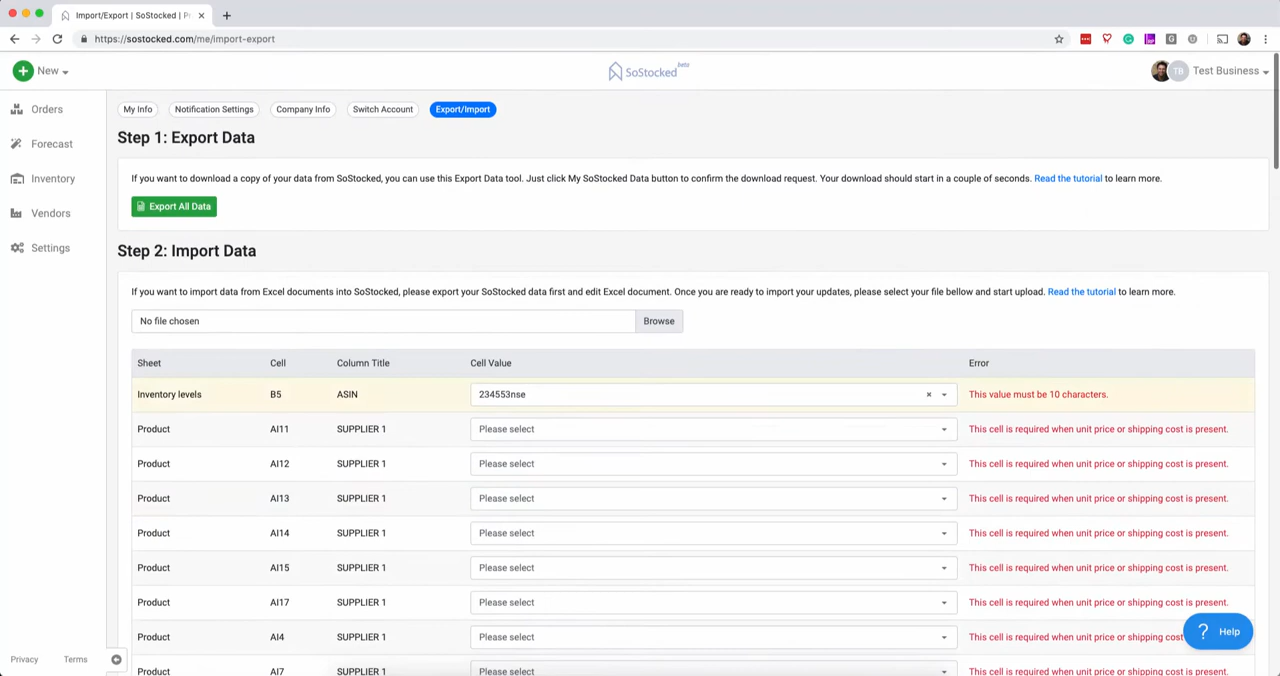 Import/Export | SoStocked | Pr
https://sostocked.com/me/import-export
New
SoStocked beta
TB Test Business
Orders
Forecast
Inventory
Vendors
Settings
My Info Notification Settings Company Info Switch Account Export/Import
Step 1: Export Data
If you want to download a copy of your data from SoStocked, you can use this Export Data tool. Just click My SoStocked Data button to confirm the download request. Your download should start in a couple of seconds. Read the tutorial to learn more.
Export All Data
Step 2: Import Data
If you want to import data from Excel documents into SoStocked, please export your SoStocked data first and edit Excel document. Once you are ready to import your updates, please select your file bellow and start upload. Read the tutorial to learn more.
No file chosen Browse
Sheet Cell Column Title Cell Value Error
Inventory levels B5 ASIN 234553nse × This value must be 10 characters.
Product AI11 SUPPLIER 1 Please select This cell is required when unit price or shipping cost is present.
Product AI12 SUPPLIER 1 Please select This cell is required when unit price or shipping cost is present.
Product AI13 SUPPLIER 1 Please select This cell is required when unit price or shipping cost is present.
Product AI14 SUPPLIER 1 Please select This cell is required when unit price or shipping cost is present.
Product AI15 SUPPLIER 1 Please select This cell is required when unit price or shipping cost is present.
Product AI17 SUPPLIER 1 Please select This cell is required when unit price or shipping cost is present.
Product AI4 SUPPLIER 1 Please select This cell is required when unit price or shipping cost
Product AI7 SUPPLIER 1 Please select This cell is required when unit price or shipping cost is present.
? Help
Privacy Terms